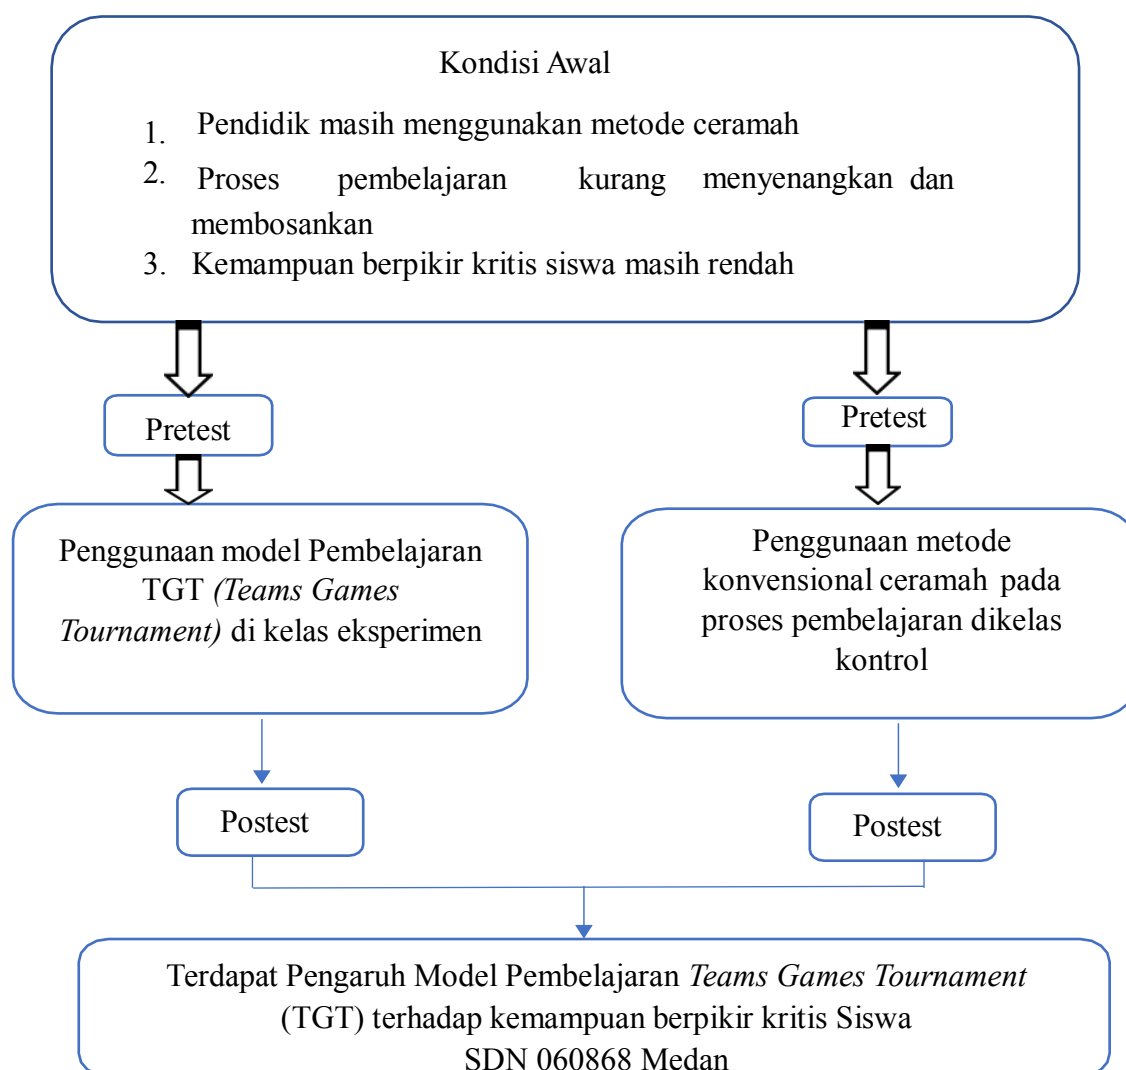 Kondisi Awal
1. Pendidik masih menggunakan metode ceramah
2. Proses pembelajaran kurang menyenangkan dan
membosankan
3. Kemampuan berpikir kritis siswa masih rendah
Pretest
Pretest
Penggunaan model Pembelajaran
TGT (Teams Games
Tournament) di kelas eksperimen
Penggunaan metode
konvensional ceramah pada
proses pembelajaran dikelas
kontrol
Postest
Postest
Terdapat Pengaruh Model Pembelajaran Teams Games Tournament
(TGT) terhadap kemampuan berpikir kritis Siswa
SDN 060868 Medan